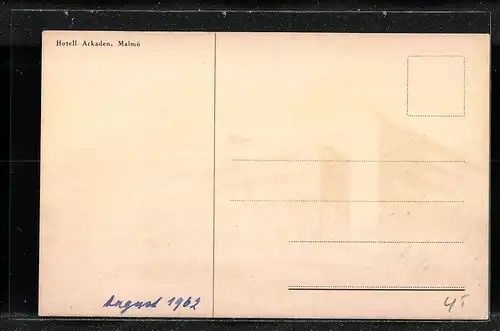 Hotell Arkaden, Malmö
August 1962
45